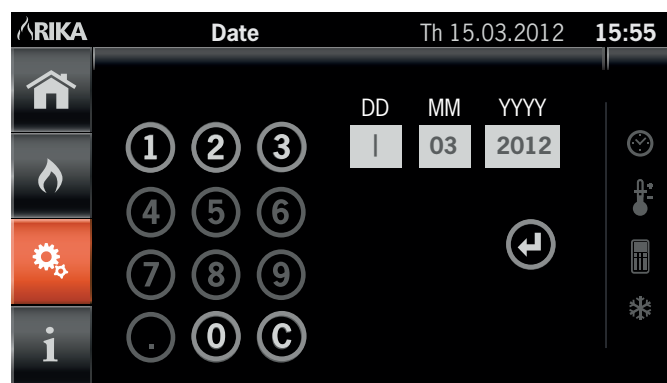 RIKA Date Th 15.03.2012 15:55
DD MM YYYY
1 2 3 | 03 2012
4 5 6
7 8 9
. 0 C
i